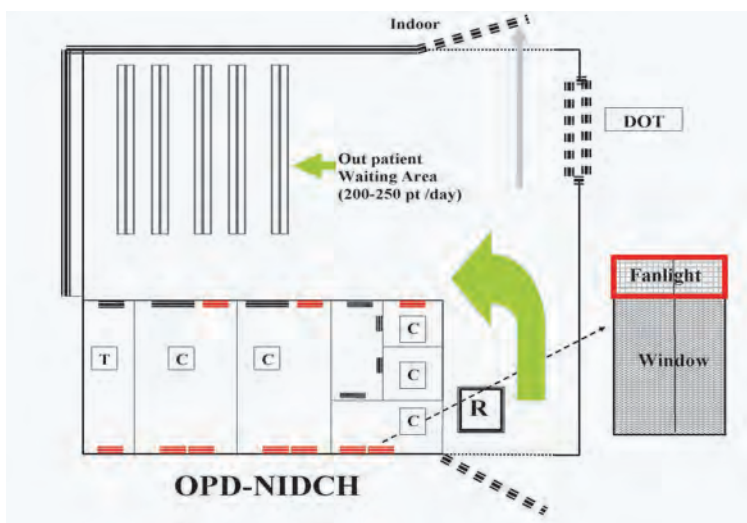 Indoor
DOT
Out patient
Waiting Area
(200-250 pt /day)
Fanlight
Window
C
T
C
C
C
C
R
OPD-NIDCH